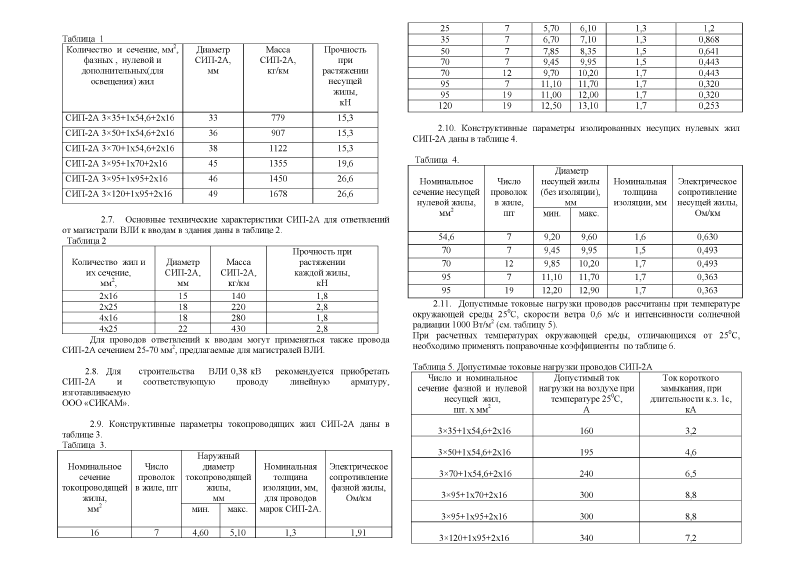 Таблица 1
Количество и сечение, мм², фазных , нулевой и дополнительных(для освещения) жил | Диаметр СИП-2А, мм | Масса СИП-2А, кг/км | Прочность при растяжении несущей жилы, кН
СИП-2А 3×35+1х54,6+2х16 | 33 | 779 | 15,3
СИП-2А 3×50+1х54,6+2х16 | 36 | 907 | 15,3
СИП-2А 3×70+1х54,6+2х16 | 38 | 1122 | 15,3
СИП-2А 3×95+1х70+2х16 | 45 | 1355 | 19,6
СИП-2А 3×95+1х95+2х16 | 46 | 1450 | 26,6
СИП-2А 3×120+1х95+2х16 | 49 | 1678 | 26,6
2.7. Основные технические характеристики СИП-2А для ответвлений
от магистрали ВЛИ к вводам в здания даны в таблице 2.
Таблица 2
Количество жил и их сечение, мм², | Диаметр СИП-2А, мм | Масса СИП-2А, кг/км | Прочность при растяжении каждой жилы, кН
2х16 | 15 | 140 | 1,8
2х25 | 18 | 220 | 2,8
4х16 | 18 | 280 | 1,8
4х25 | 22 | 430 | 2,8
Для проводов ответвлений к вводам могут применяться также провода
СИП-2А сечением 25-70 мм², предлагаемые для магистралей ВЛИ.
2.8. Для строительства ВЛИ 0,38 кВ рекомендуется приобретать
СИП-2А и соответствующую проводу линейную арматуру,
изготавливаемую
ООО «СИКАМ».
2.9. Конструктивные параметры токопроводящих жил СИП-2А даны в
таблице 3.
Таблица 3.
Номинальное сечение токопроводящей жилы, мм² | Число проволок в жиле, шт | Наружный диаметр токопроводящей жилы, мм | Номинальная толщина изоляции, мм, для проводов марок СИП-2А. | Электрическое сопротивление фазной жилы, Ом/км
мин. | макс.
16 | 7 | 4,60 | 5,10 | 1,3 | 1,91
25 | 7 | 5,70 | 6,10 | 1,3 | 1,2
35 | 7 | 6,70 | 7,10 | 1,3 | 0,868
50 | 7 | 7,85 | 8,35 | 1,5 | 0,641
70 | 7 | 9,45 | 9,95 | 1,5 | 0,443
70 | 12 | 9,70 | 10,20 | 1,7 | 0,443
95 | 7 | 11,10 | 11,70 | 1,7 | 0,320
95 | 19 | 11,00 | 12,00 | 1,7 | 0,320
120 | 19 | 12,50 | 13,10 | 1,7 | 0,253
2.10. Конструктивные параметры изолированных несущих нулевых жил
СИП-2А даны в таблице 4.
Таблица 4.
Номинальное сечение несущей нулевой жилы, мм² | Число проволок в жиле, шт | Диаметр несущей жилы (без изоляции), мм | Номинальная толщина изоляции, мм | Электрическое сопротивление несущей жилы, Ом/км
мин. | макс.
54,6 | 7 | 9,20 | 9,60 | 1,6 | 0,630
70 | 7 | 9,45 | 9,95 | 1,5 | 0,493
70 | 12 | 9,85 | 10,20 | 1,7 | 0,493
95 | 7 | 11,10 | 11,70 | 1,7 | 0,363
95 | 19 | 12,20 | 12,90 | 1,7 | 0,363
2.11. Допустимые токовые нагрузки проводов рассчитаны при температуре
окружающей среды 25⁰С, скорости ветра 0,6 м/с и интенсивности солнечной
радиации 1000 Вт/м² (см. таблицу 5).
При расчетных температурах окружающей среды, отличающихся от 25⁰С,
необходимо применять поправочные коэффициенты по таблице 6.
Таблица 5. Допустимые токовые нагрузки проводов СИП-2А
Число и номинальное сечение фазной и нулевой несущей жил, шт. х мм² | Допустимый ток нагрузки на воздухе при температуре 25⁰С, А | Ток короткого замыкания, при длительности к.з. 1с, кА
3×35+1х54,6+2х16 | 160 | 3,2
3×50+1х54,6+2х16 | 195 | 4,6
3×70+1х54,6+2х16 | 240 | 6,5
3×95+1х70+2х16 | 300 | 8,8
3×95+1х95+2х16 | 300 | 8,8
3×120+1х95+2х16 | 340 | 7,2